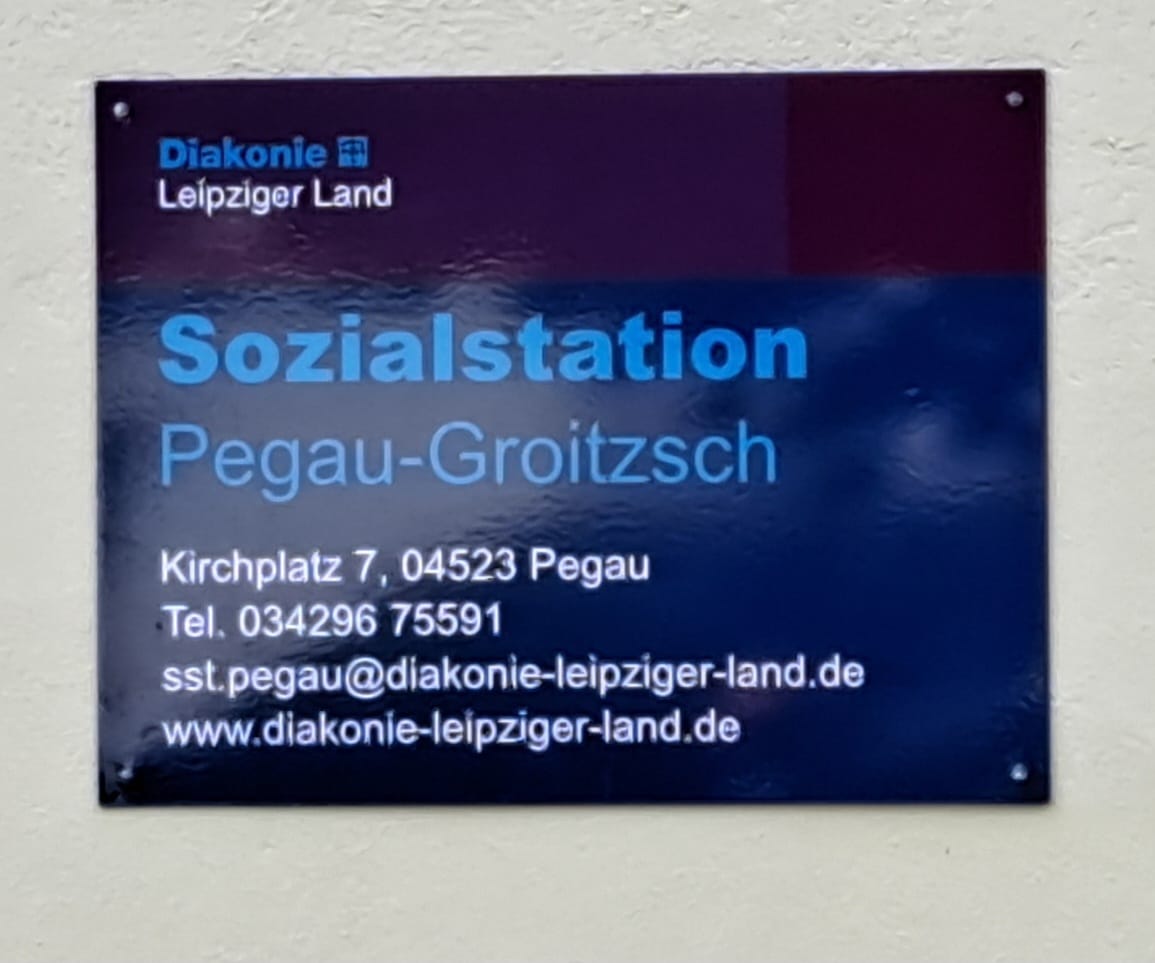 Diakonie
Leipziger Land
Sozialstation
Pegau-Groitzsch
Kirchplatz 7, 04523 Pegau
Tel. 034296 75591
sst.pegau@diakonie-leipziger-land.de
www.diakonie-leipziger-land.de